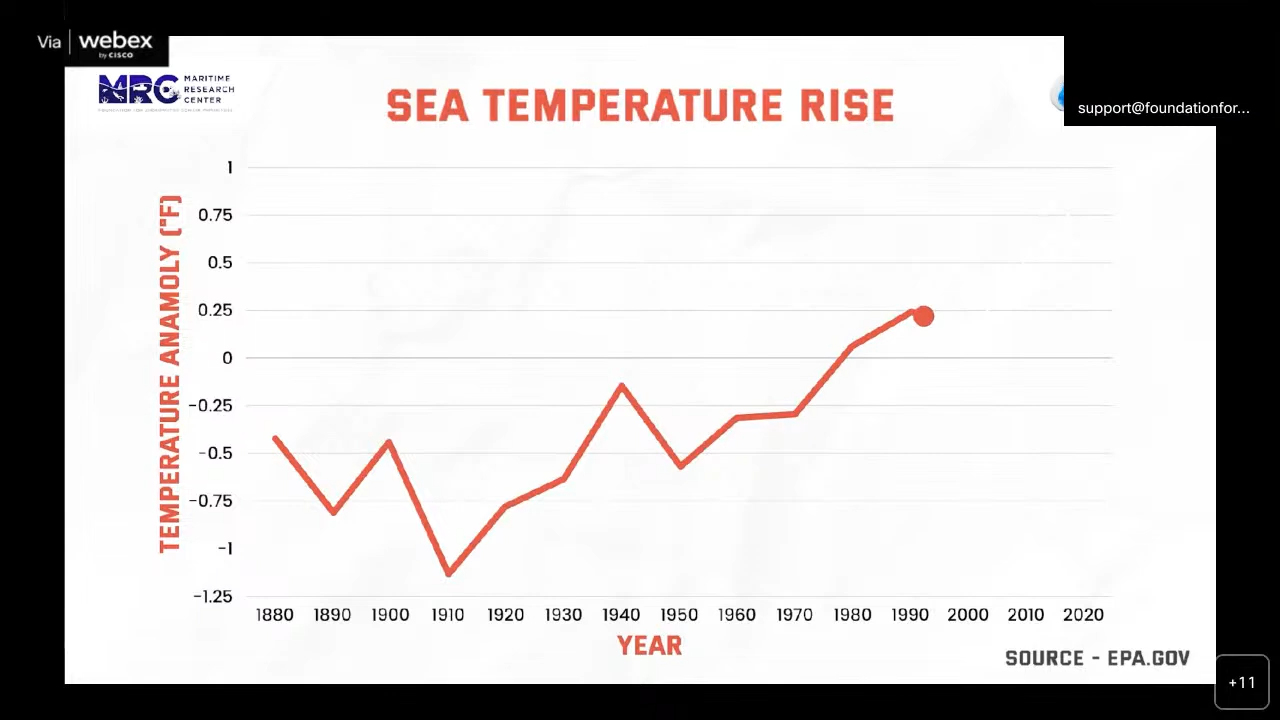 Via webex
by CISCO
MRC MARITIME
RESEARCH
CENTER
SEA TEMPERATURE RISE
support@foundationfor...
TEMPERATURE ANAMOLY (°F)
1
0.75
0.5
0.25
0
-0.25
-0.5
-0.75
-1
-1.25
1880 1890 1900 1910 1920 1930 1940 1950 1960 1970 1980 1990 2000 2010 2020
YEAR
SOURCE - EPA.GOV
+11